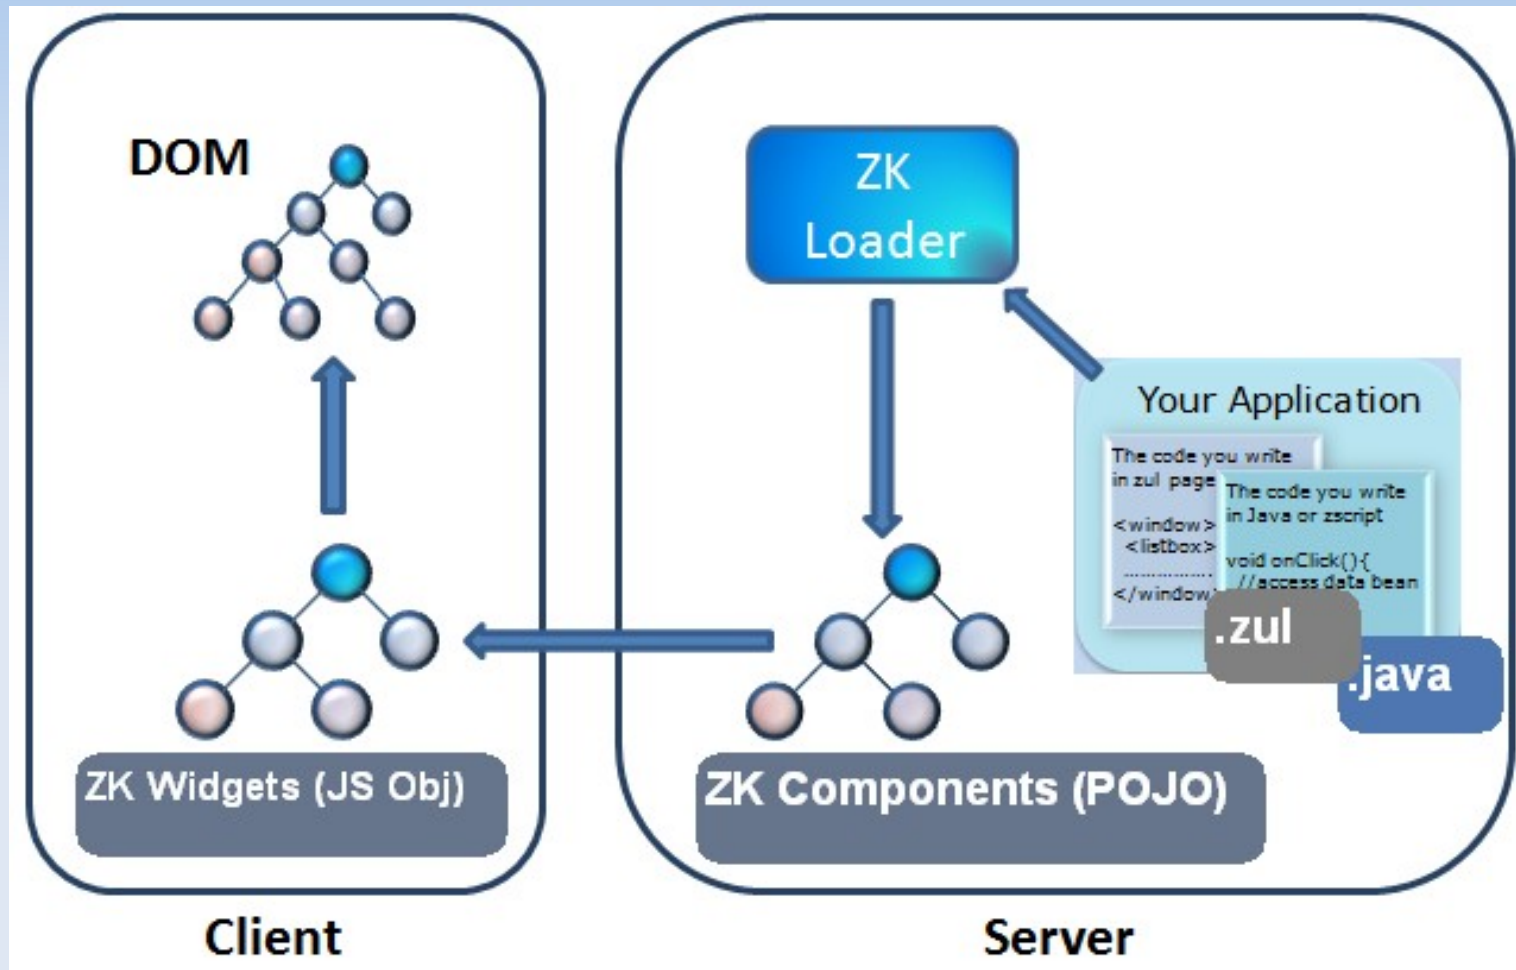 DOM
ZK
Loader
Your Application
The code you write
in zul page
<window>
<listbox>
................
</window>
The code you write
in Java or zscript
void onClick(){
//access data bean
.zul
.java
ZK Widgets (JS Obj)
ZK Components (POJO)
Client
Server